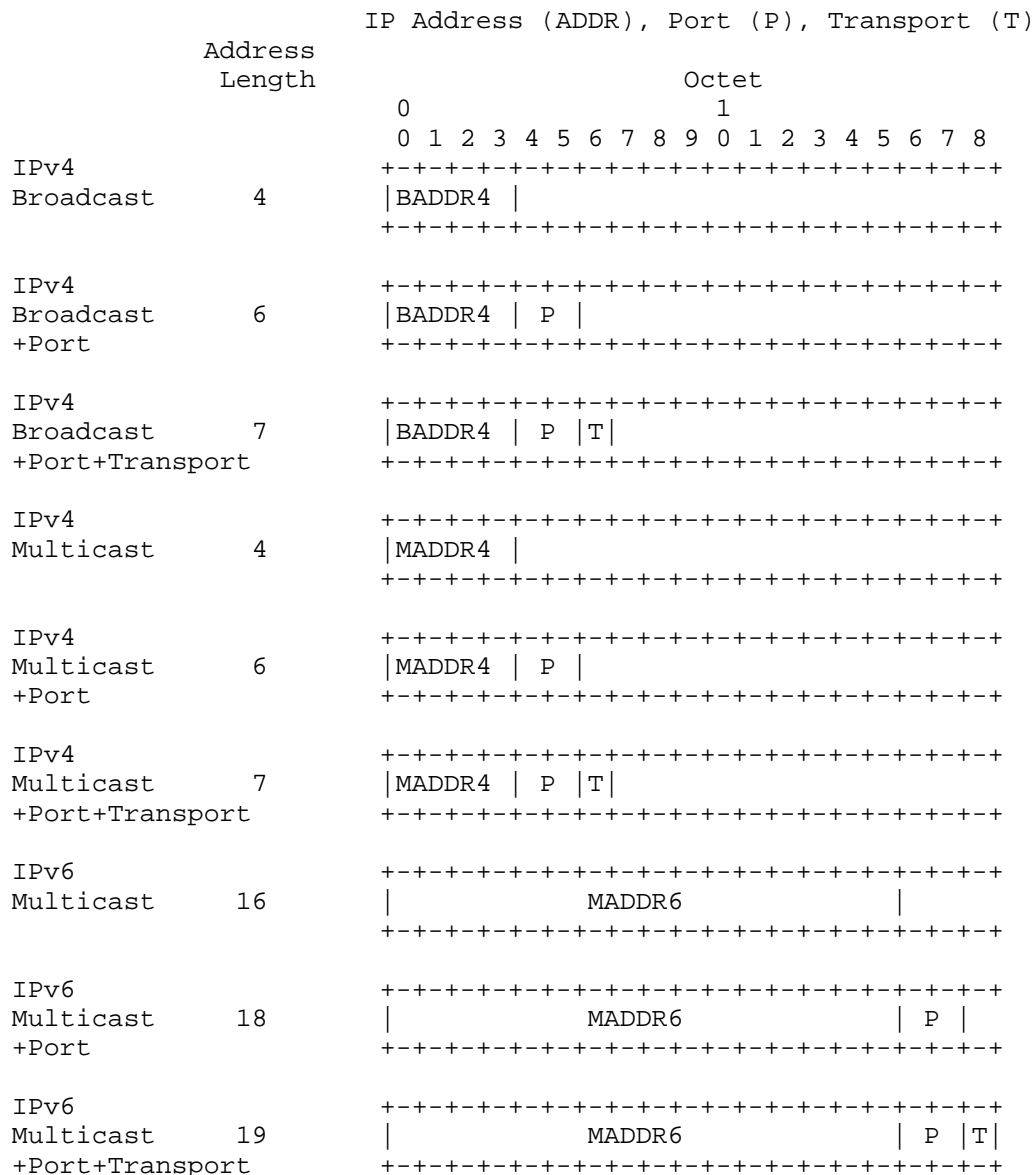 IP Address (ADDR), Port (P), Transport (T)
Address
Length Octet
0 1
0 1 2 3 4 5 6 7 8 9 0 1 2 3 4 5 6 7 8
IPv4 +-+-+-+-+-+-+-+-+-+-+-+-+-+-+-+-+-+-+-+
Broadcast 4 |BADDR4 |
+-+-+-+-+-+-+-+-+-+-+-+-+-+-+-+-+-+-+-+
IPv4 +-+-+-+-+-+-+-+-+-+-+-+-+-+-+-+-+-+-+-+
Broadcast 6 |BADDR4 | P |
+Port +-+-+-+-+-+-+-+-+-+-+-+-+-+-+-+-+-+-+-+
IPv4 +-+-+-+-+-+-+-+-+-+-+-+-+-+-+-+-+-+-+-+
Broadcast 7 |BADDR4 | P |T|
+Port+Transport +-+-+-+-+-+-+-+-+-+-+-+-+-+-+-+-+-+-+-+
IPv4 +-+-+-+-+-+-+-+-+-+-+-+-+-+-+-+-+-+-+-+
Multicast 4 |MADDR4 |
+-+-+-+-+-+-+-+-+-+-+-+-+-+-+-+-+-+-+-+
IPv4 +-+-+-+-+-+-+-+-+-+-+-+-+-+-+-+-+-+-+-+
Multicast 6 |MADDR4 | P |
+Port +-+-+-+-+-+-+-+-+-+-+-+-+-+-+-+-+-+-+-+
IPv4 +-+-+-+-+-+-+-+-+-+-+-+-+-+-+-+-+-+-+-+
Multicast 7 |MADDR4 | P |T|
+Port+Transport +-+-+-+-+-+-+-+-+-+-+-+-+-+-+-+-+-+-+-+
IPv6 +-+-+-+-+-+-+-+-+-+-+-+-+-+-+-+-+-+-+-+
Multicast 16 | MADDR6 |
+-+-+-+-+-+-+-+-+-+-+-+-+-+-+-+-+-+-+-+
IPv6 +-+-+-+-+-+-+-+-+-+-+-+-+-+-+-+-+-+-+-+
Multicast 18 | MADDR6 | P |
+Port +-+-+-+-+-+-+-+-+-+-+-+-+-+-+-+-+-+-+-+
IPv6 +-+-+-+-+-+-+-+-+-+-+-+-+-+-+-+-+-+-+-+
Multicast 19 | MADDR6 | P |T|
+Port+Transport +-+-+-+-+-+-+-+-+-+-+-+-+-+-+-+-+-+-+-+